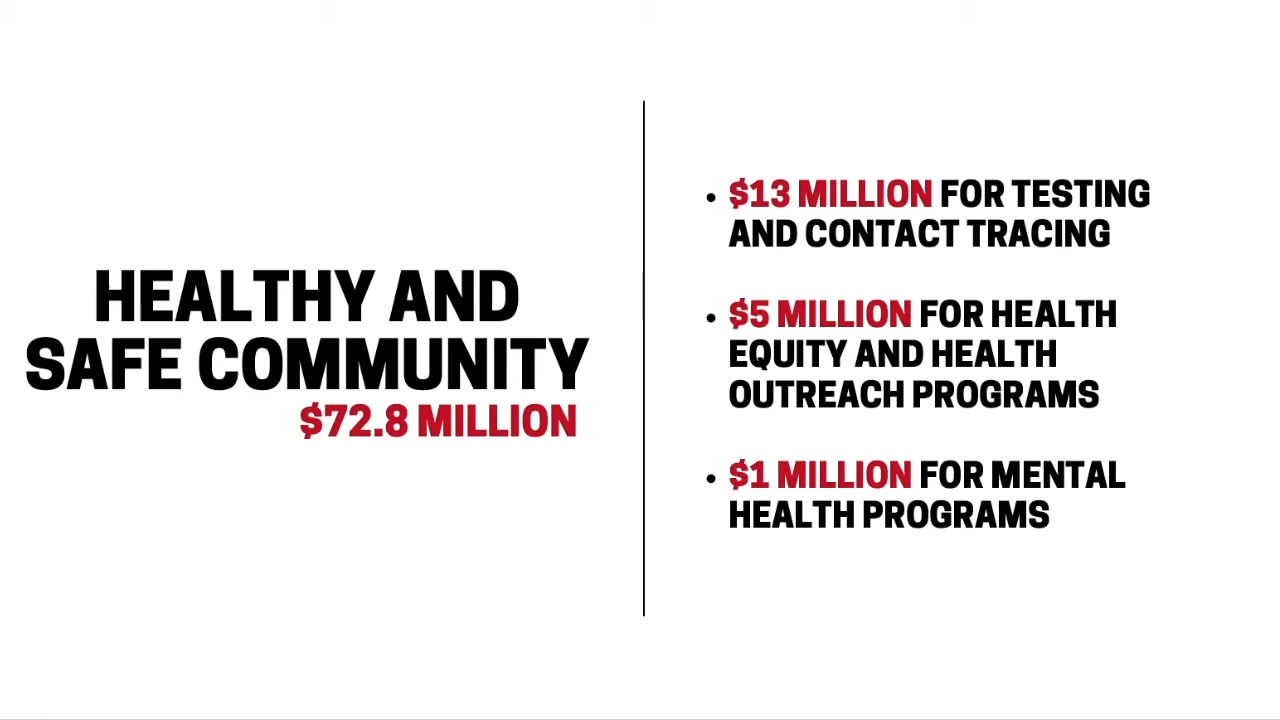 HEALTHY AND
SAFE COMMUNITY
$72.8 MILLION
• $13 MILLION FOR TESTING
AND CONTACT TRACING
• $5 MILLION FOR HEALTH
EQUITY AND HEALTH
OUTREACH PROGRAMS
• $1 MILLION FOR MENTAL
HEALTH PROGRAMS